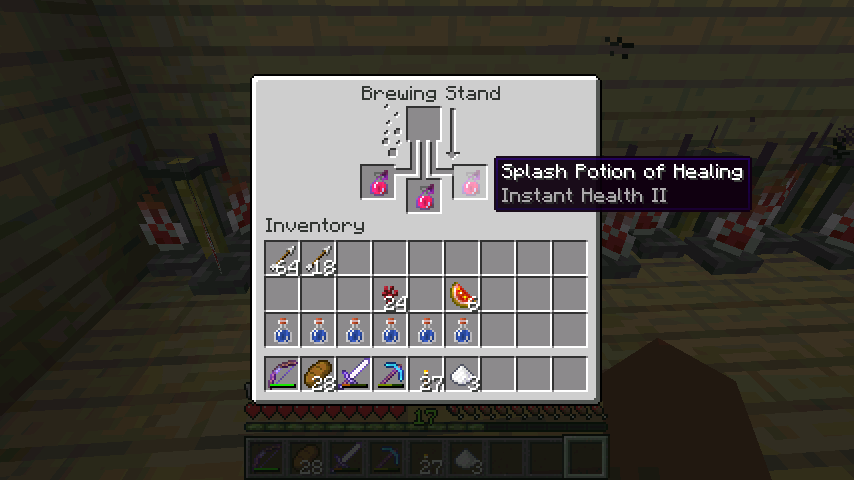 Brewing Stand
Splash Potion of Healing
Instant Health II
Inventory
64 18
24 6
28 27 3
17
28 27 3